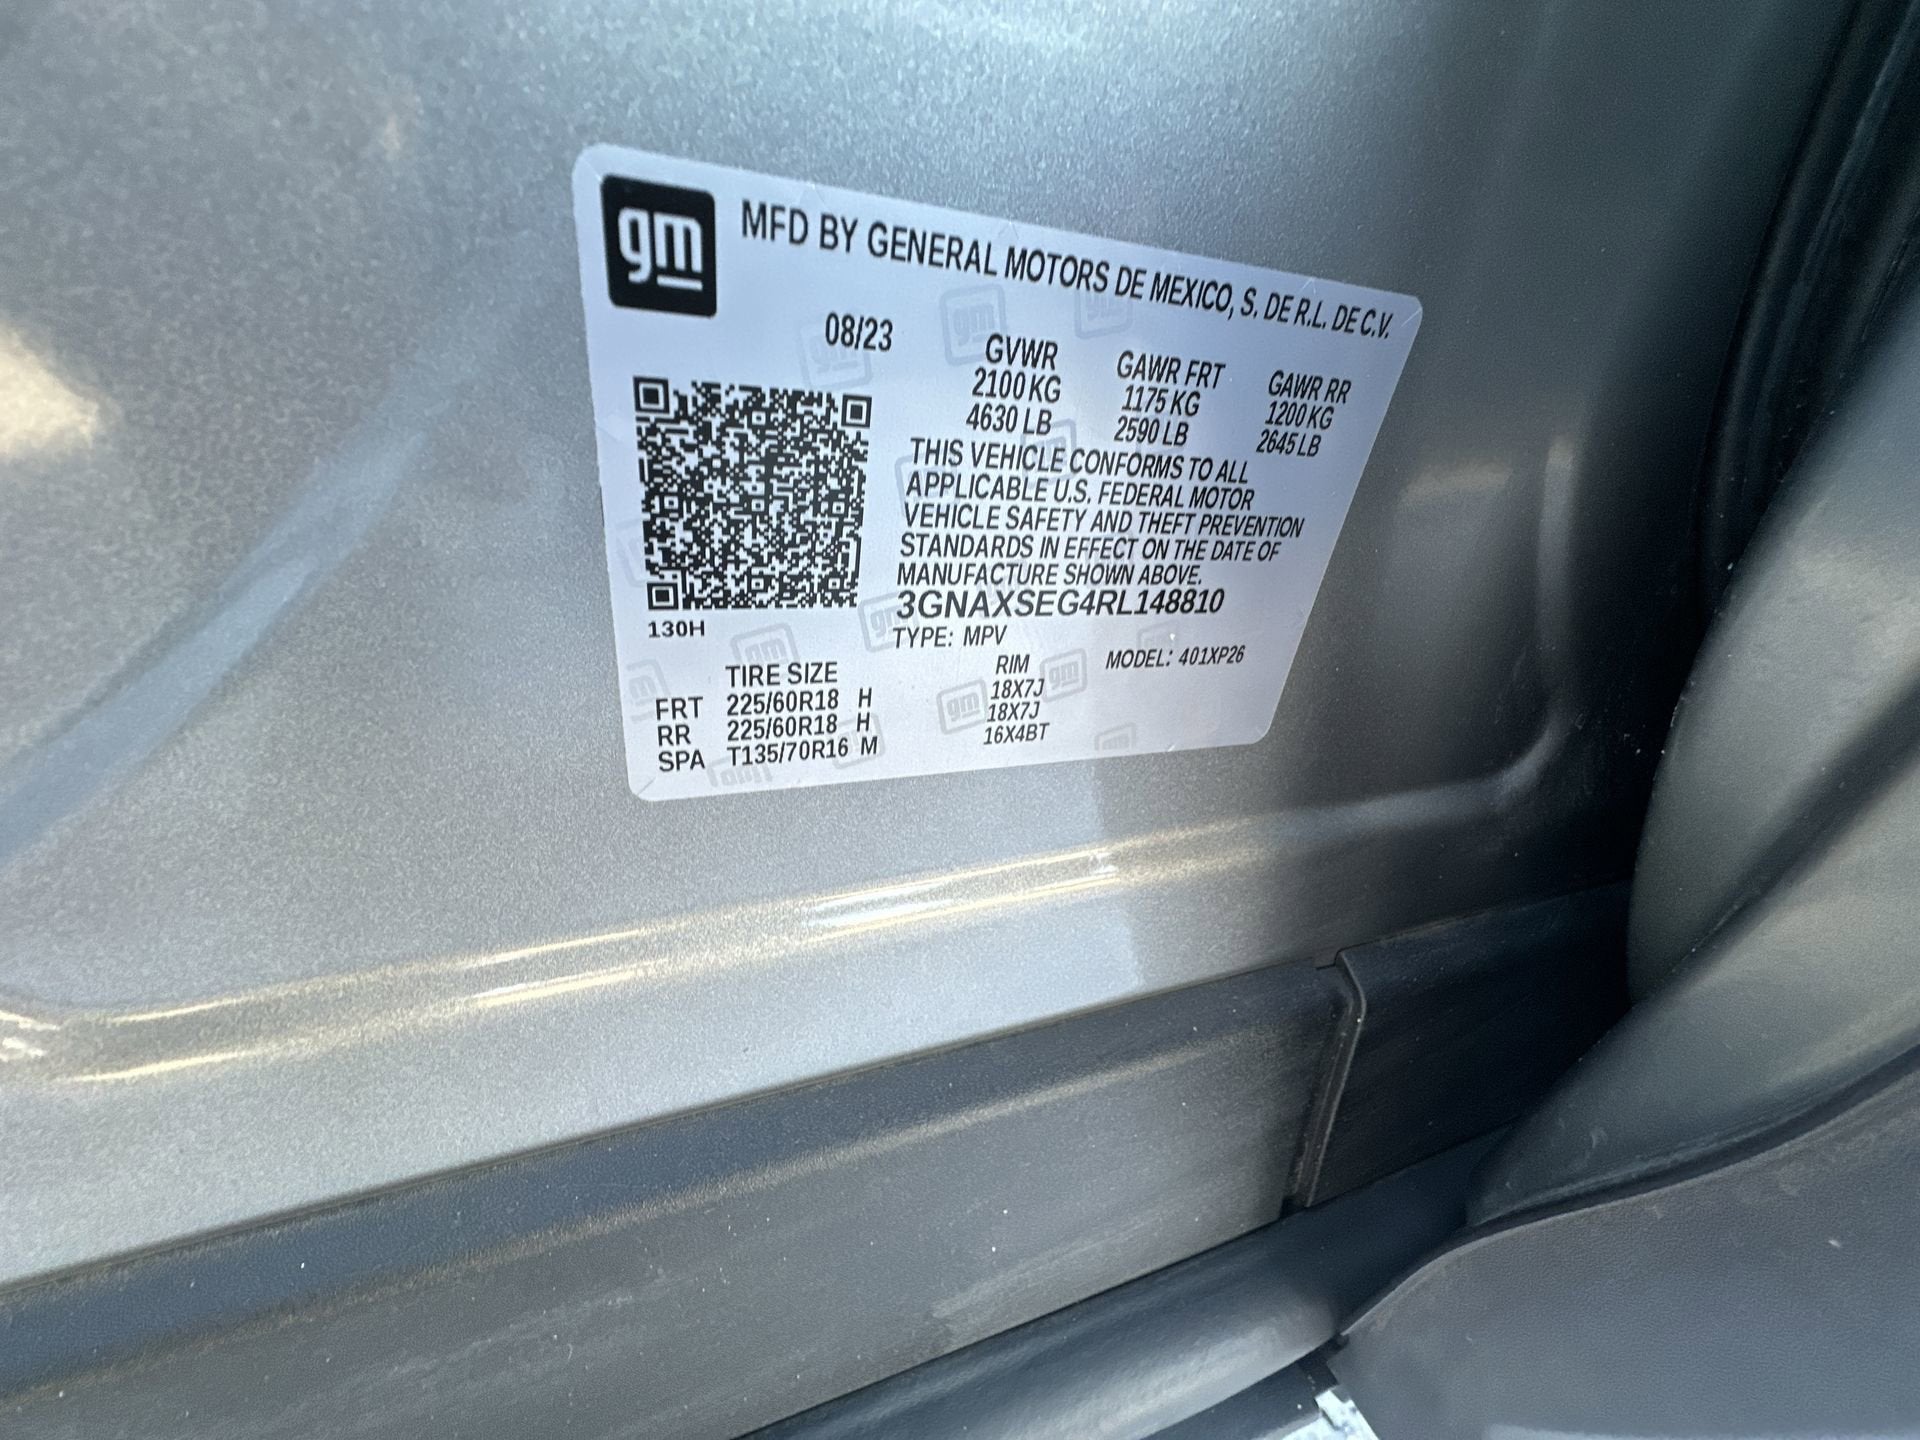 gm
MFD BY GENERAL MOTORS DE MEXICO, S. DE R.L. DE C.V.
08/23
GVWR GAWR FRT GAWR RR
2100 KG 1175 KG 1200 KG
4630 LB 2590 LB 2645 LB
THIS VEHICLE CONFORMS TO ALL
APPLICABLE U.S. FEDERAL MOTOR
VEHICLE SAFETY AND THEFT PREVENTION
STANDARDS IN EFFECT ON THE DATE OF
MANUFACTURE SHOWN ABOVE.
3GNAXSEG4RL148810
130H
TYPE: MPV
MODEL: 401XP26
TIRE SIZE RIM
FRT 225/60R18 H 18X7J
RR 225/60R18 H 18X7J
SPA T135/70R16 M 16X4BT